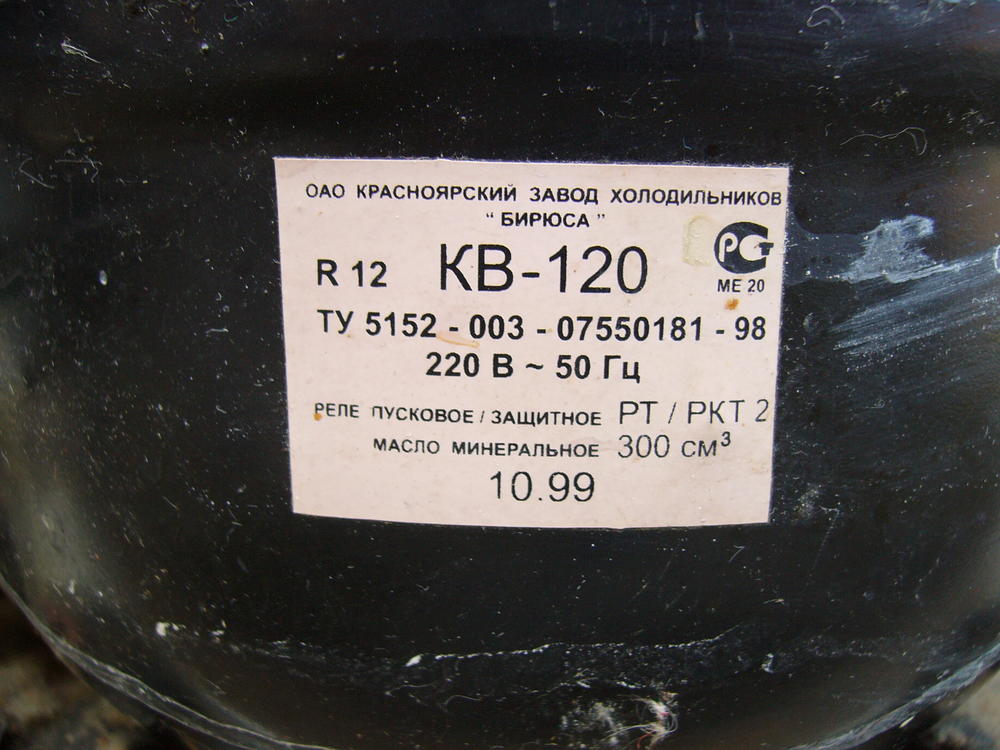 ОАО КРАСНОЯРСКИЙ ЗАВОД ХОЛОДИЛЬНИКОВ
“ БИРЮСА ”
R 12 КВ-120 РСТ
МЕ 20
ТУ 5152 - 003 - 07550181 - 98
220 В ~ 50 Гц
РЕЛЕ ПУСКОВОЕ / ЗАЩИТНОЕ РТ / РКТ 2
МАСЛО МИНЕРАЛЬНОЕ 300 см³
10.99